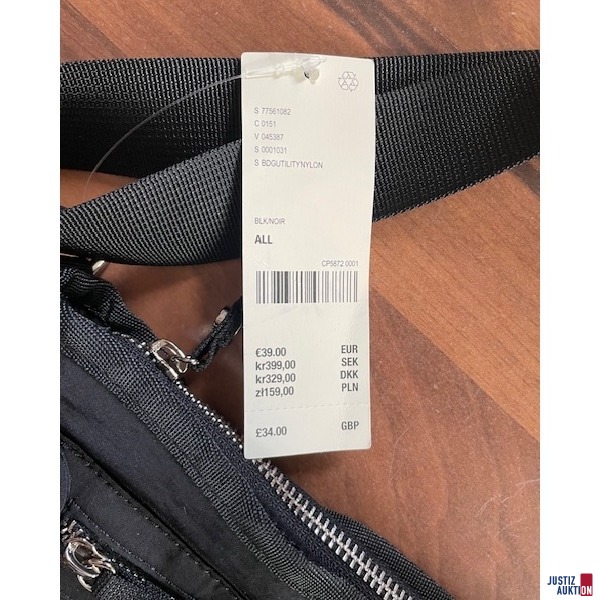 S 77561082
C 0151
V 045387
S 0001031
S BDGUTILITYNYLON
BLK/NOIR
ALL
CP5872 0001
€39.00 EUR
kr399,00 SEK
kr329,00 DKK
zł159,00 PLN
£34.00 GBP
JUSTIZ
AUKTION